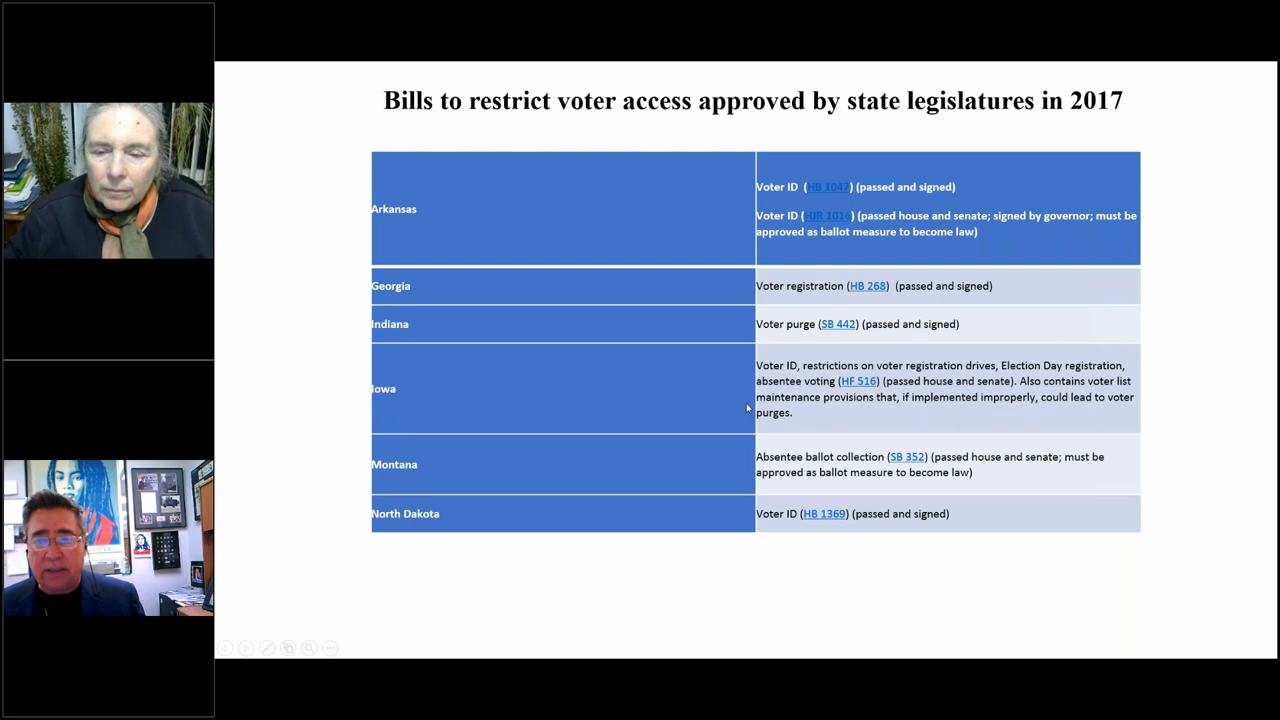 Bills to restrict voter access approved by state legislatures in 2017
Arkansas
Voter ID (HB 1047) (passed and signed)
Voter ID (HJR 1016) (passed house and senate; signed by governor; must be
approved as ballot measure to become law)
Georgia
Voter registration (HB 268) (passed and signed)
Indiana
Voter purge (SB 442) (passed and signed)
Iowa
Voter ID, restrictions on voter registration drives, Election Day registration,
absentee voting (HF 516) (passed house and senate). Also contains voter list
maintenance provisions that, if implemented improperly, could lead to voter
purges.
Montana
Absentee ballot collection (SB 352) (passed house and senate; must be
approved as ballot measure to become law)
North Dakota
Voter ID (HB 1369) (passed and signed)